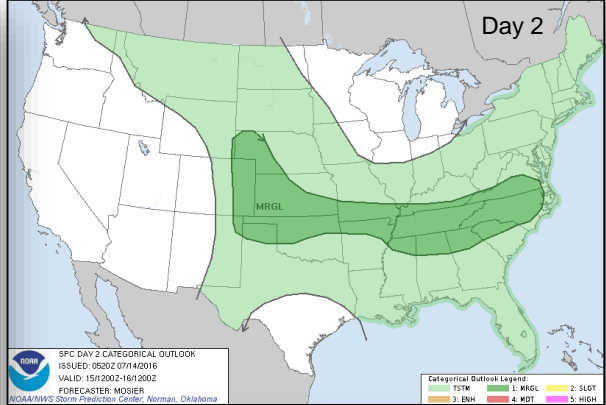 Day 2
MRGL
NOAA
SPC DAY 2 CATEGORICAL OUTLOOK
ISSUED: 0520Z 07/14/2016
VALID: 15/1200Z-16/1200Z
FORECASTER: MOSIER
NOAA/NWS Storm Prediction Center, Norman, Oklahoma
Categorical Outlook Legend:
TSTM 1: MRGL 2: SLGT
3: ENH 4: MDT 5: HIGH